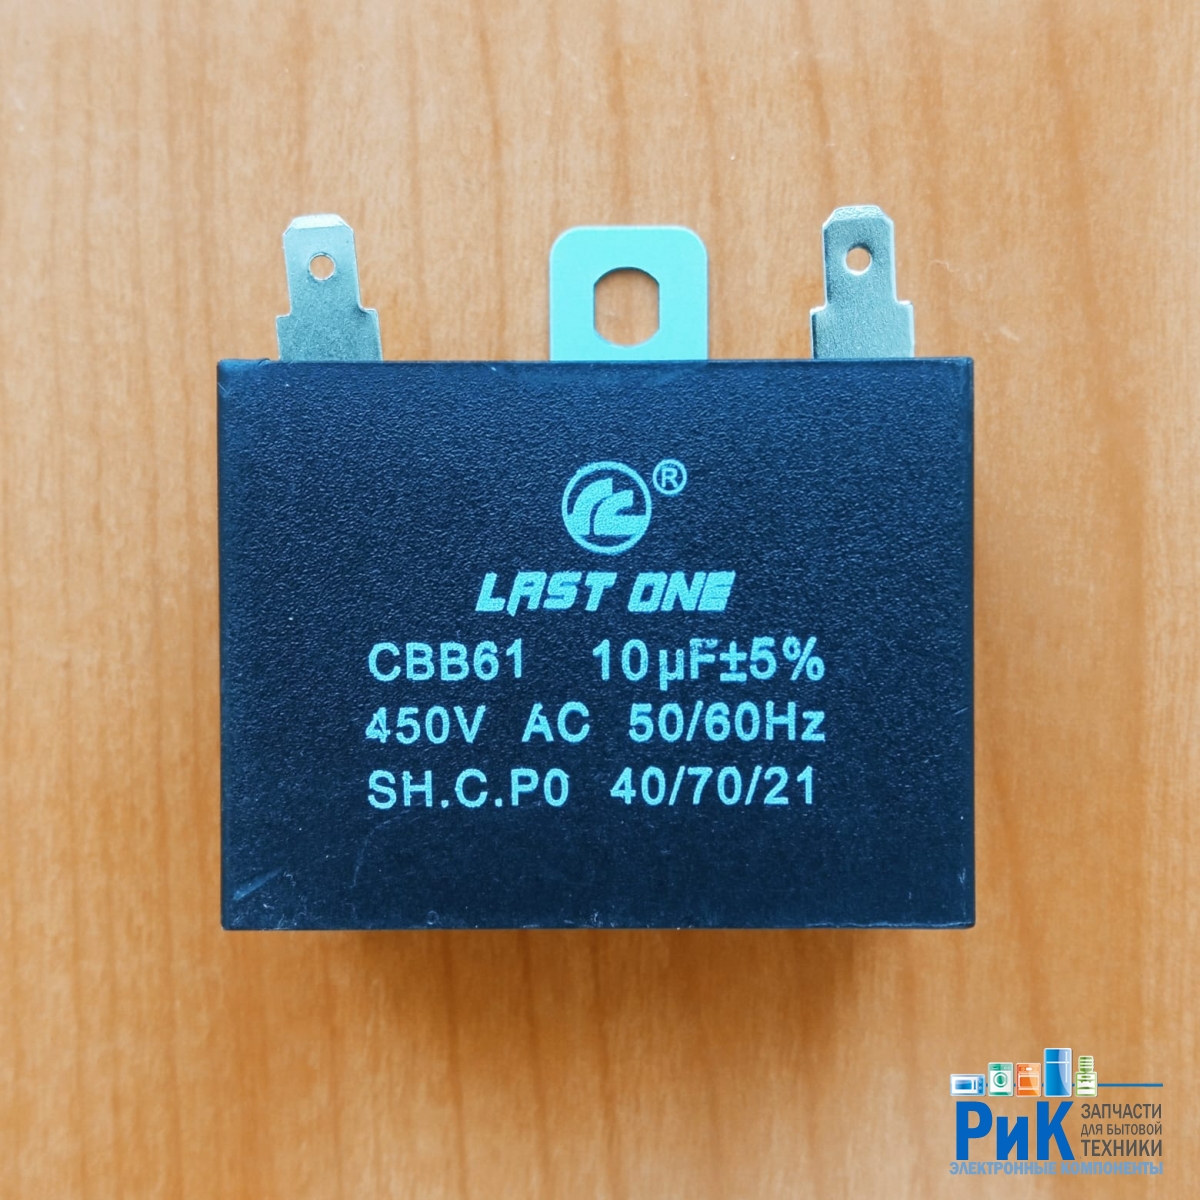 ®
LAST ONE
CBB61 10μF±5%
450V AC 50/60Hz
SH.C.P0 40/70/21
РиК ЗАПЧАСТИ
ДЛЯ БЫТОВОЙ
ТЕХНИКИ
ЭЛЕКТРОННЫЕ КОМПОНЕНТЫ